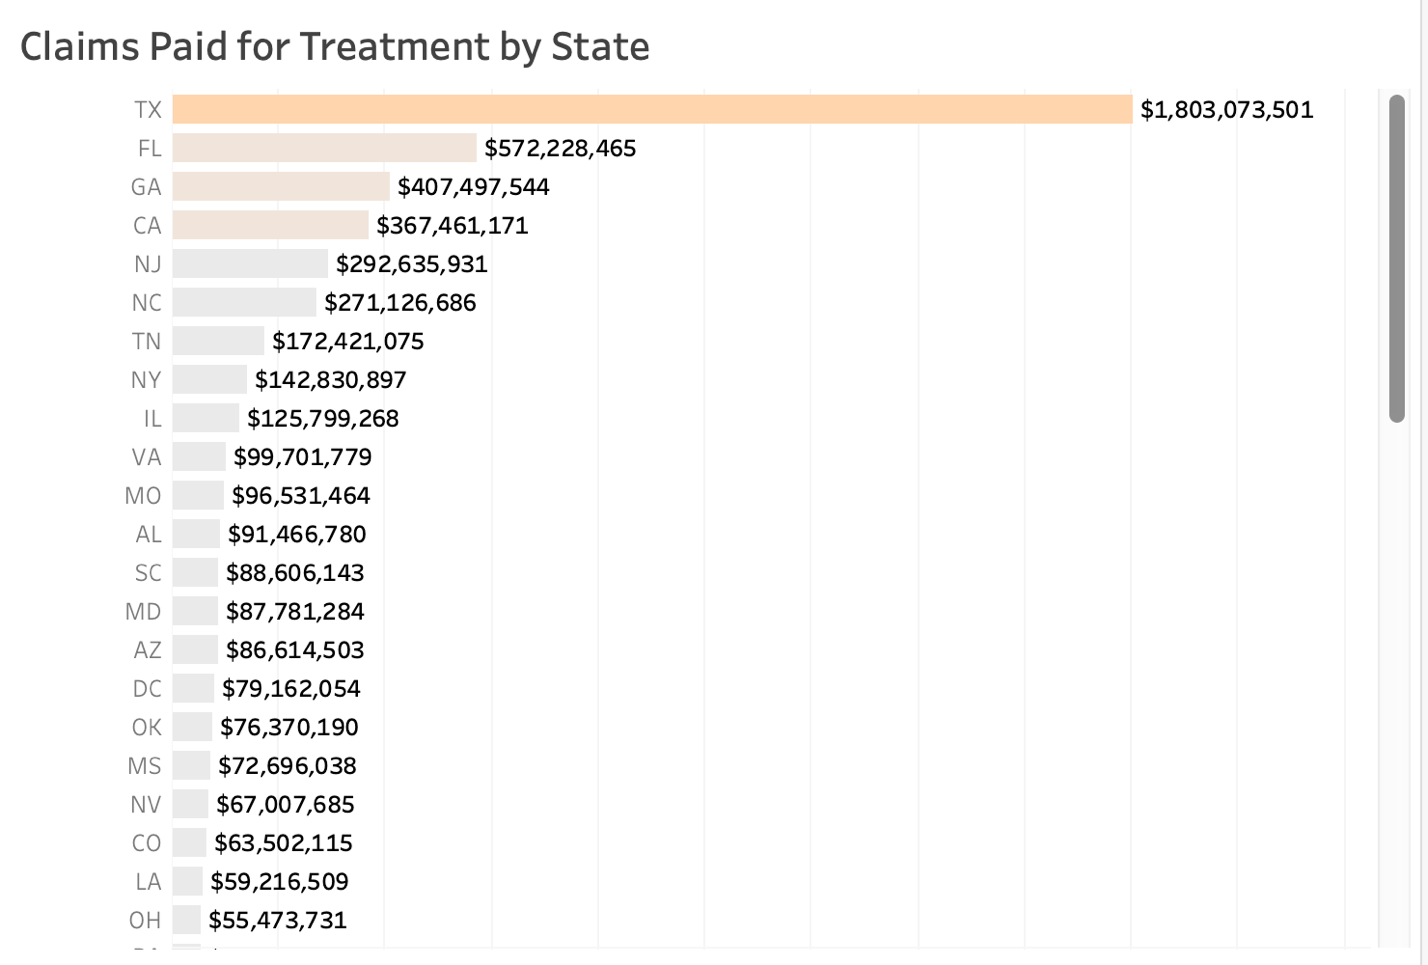 Claims Paid for Treatment by State
TX $1,803,073,501
FL $572,228,465
GA $407,497,544
CA $367,461,171
NJ $292,635,931
NC $271,126,686
TN $172,421,075
NY $142,830,897
IL $125,799,268
VA $99,701,779
MO $96,531,464
AL $91,466,780
SC $88,606,143
MD $87,781,284
AZ $86,614,503
DC $79,162,054
OK $76,370,190
MS $72,696,038
NV $67,007,685
CO $63,502,115
LA $59,216,509
OH $55,473,731